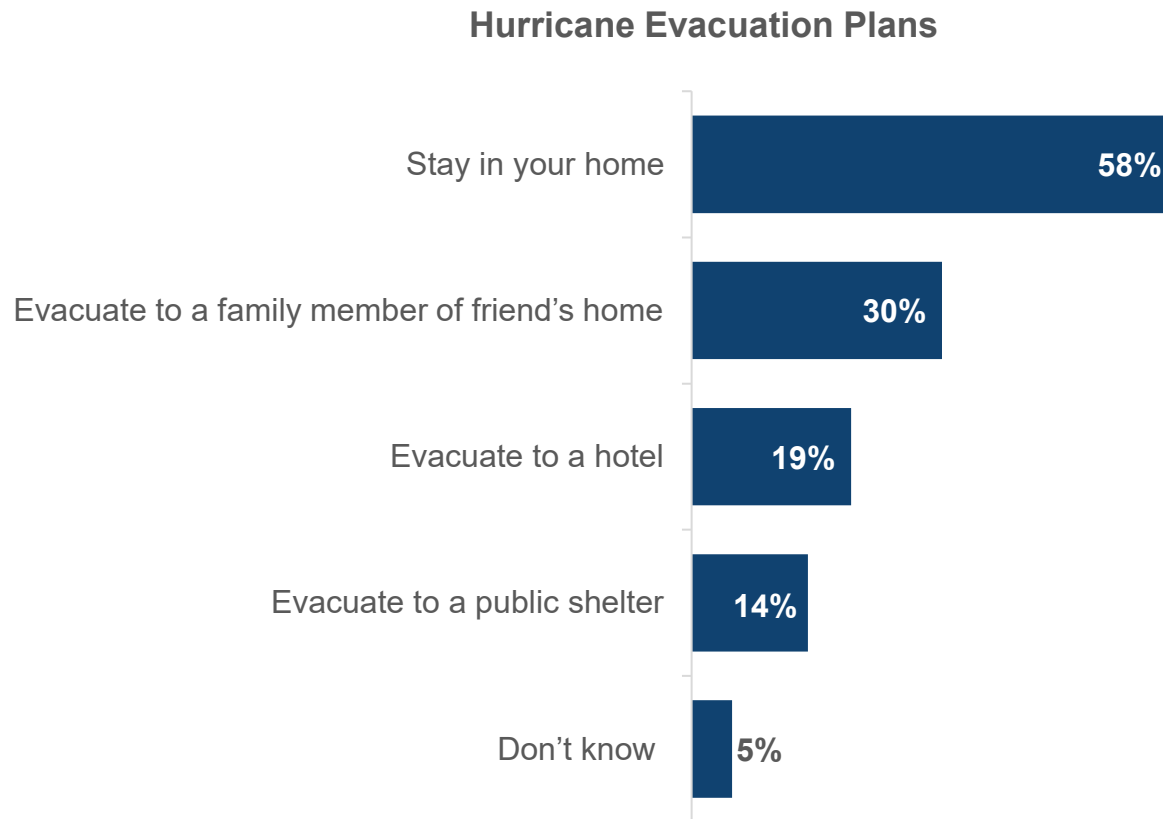 Hurricane Evacuation Plans
Stay in your home 58%
Evacuate to a family member of friend’s home 30%
Evacuate to a hotel 19%
Evacuate to a public shelter 14%
Don’t know 5%